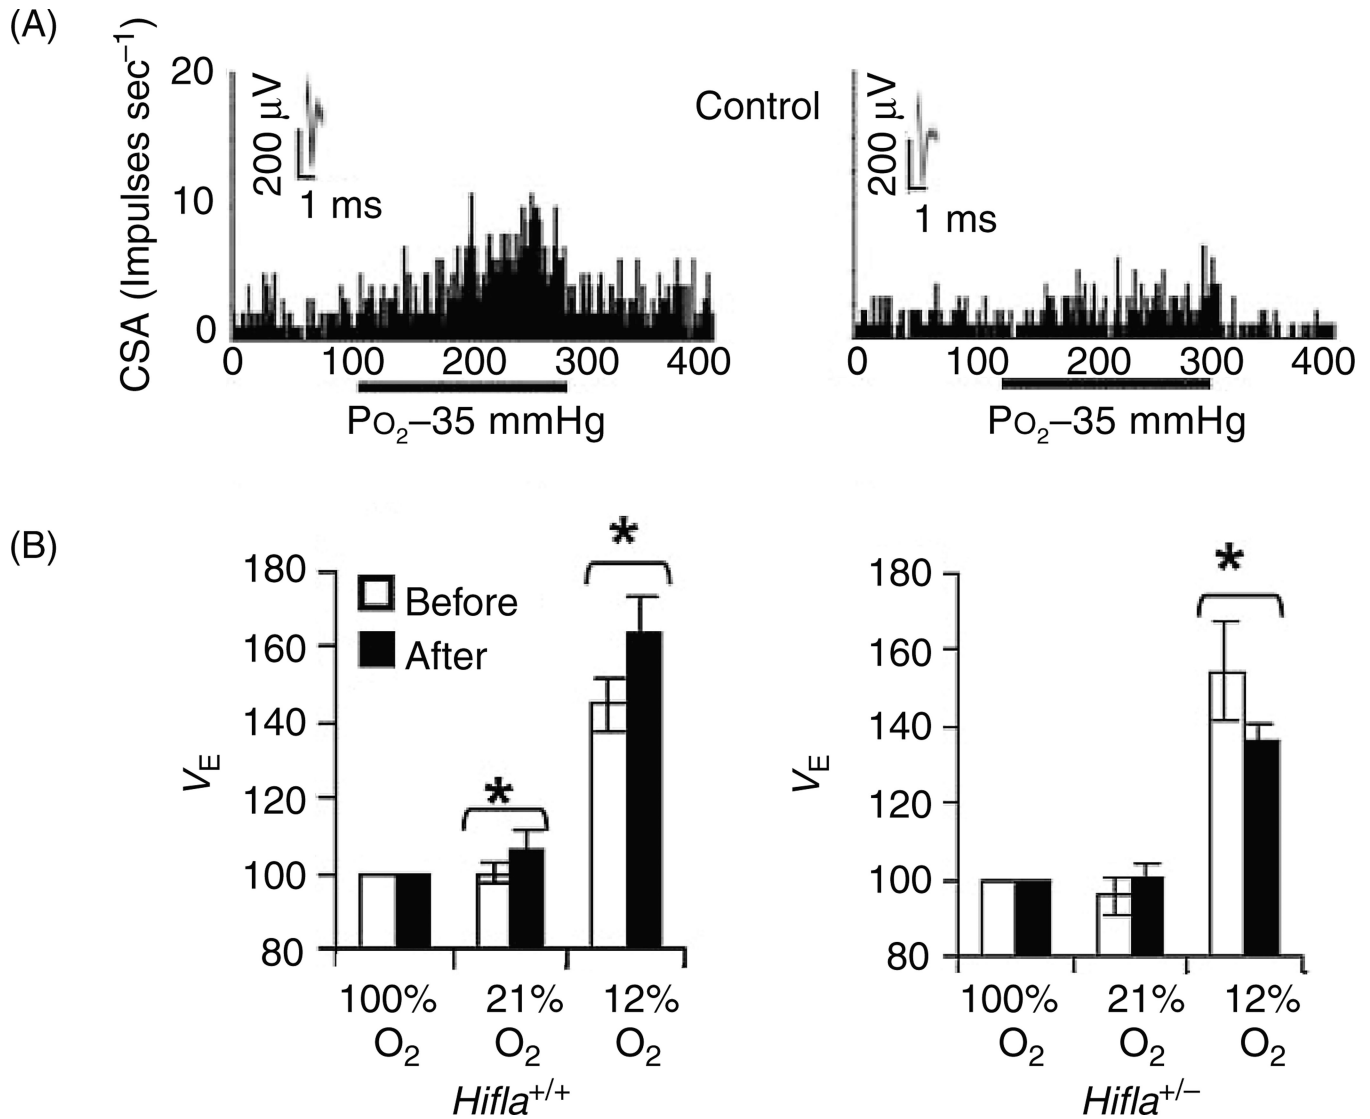 (A)
CSA (Impulses sec⁻¹)
20
10
0
200 µV
1 ms
0 100 200 300 400
PO₂–35 mmHg
Control
200 µV
1 ms
0 100 200 300 400
PO₂–35 mmHg
(B)
VE
180
160
140
120
100
80
Before
After
*
*
100% 21% 12%
O₂ O₂ O₂
Hifla⁺/⁺
VE
180
160
140
120
100
80
*
100% 21% 12%
O₂ O₂ O₂
Hifla⁺/⁻